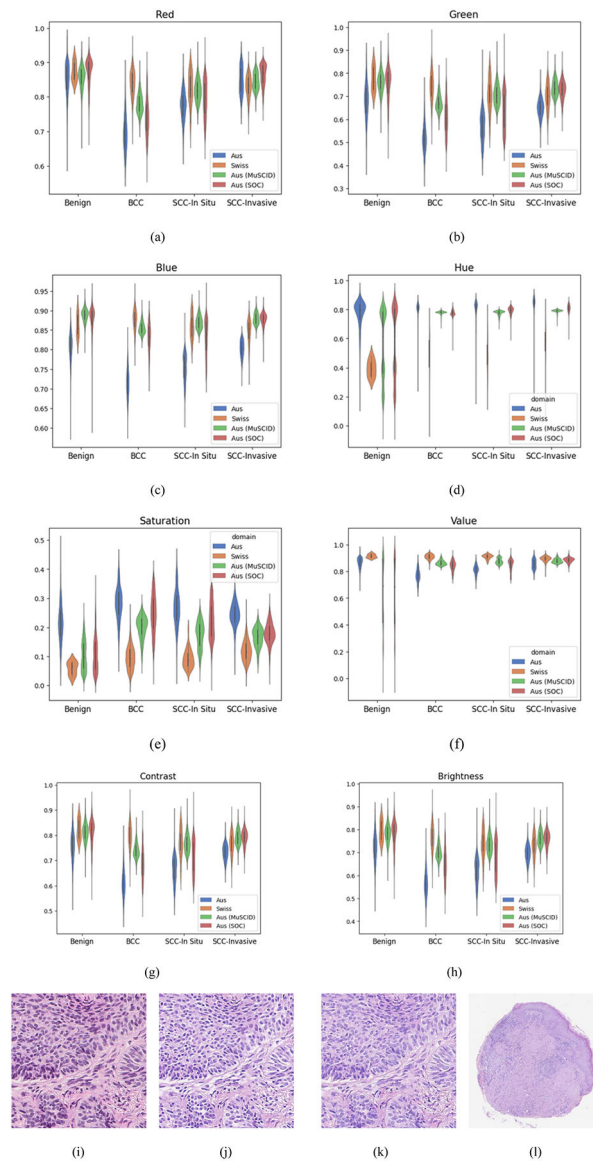 Red
1.0
0.9
0.8
0.7
0.6
Aus
Swiss
Aus (MuSCID)
Aus (SOC)
Benign BCC SCC-In Situ SCC-Invasive
(a)
Green
1.0
0.9
0.8
0.7
0.6
0.5
0.4
0.3
Aus
Swiss
Aus (MuSCID)
Aus (SOC)
Benign BCC SCC-In Situ SCC-Invasive
(b)
Blue
0.95
0.90
0.85
0.80
0.75
0.70
0.65
0.60
Aus
Swiss
Aus (MuSCID)
Aus (SOC)
Benign BCC SCC-In Situ SCC-Invasive
(c)
Hue
1.0
0.8
0.6
0.4
0.2
0.0
domain
Aus
Swiss
Aus (MuSCID)
Aus (SOC)
Benign BCC SCC-In Situ SCC-Invasive
(d)
Saturation
0.5
0.4
0.3
0.2
0.1
0.0
domain
Aus
Swiss
Aus (MuSCID)
Aus (SOC)
Benign BCC SCC-In Situ SCC-Invasive
(e)
Value
1.0
0.8
0.6
0.4
0.2
0.0
domain
Aus
Swiss
Aus (MuSCID)
Aus (SOC)
Benign BCC SCC-In Situ SCC-Invasive
(f)
Contrast
1.0
0.9
0.8
0.7
0.6
0.5
Aus
Swiss
Aus (MuSCID)
Aus (SOC)
Benign BCC SCC-In Situ SCC-Invasive
(g)
Brightness
1.0
0.9
0.8
0.7
0.6
0.5
0.4
Aus
Swiss
Aus (MuSCID)
Aus (SOC)
Benign BCC SCC-In Situ SCC-Invasive
(h)
(i) (j) (k) (l)